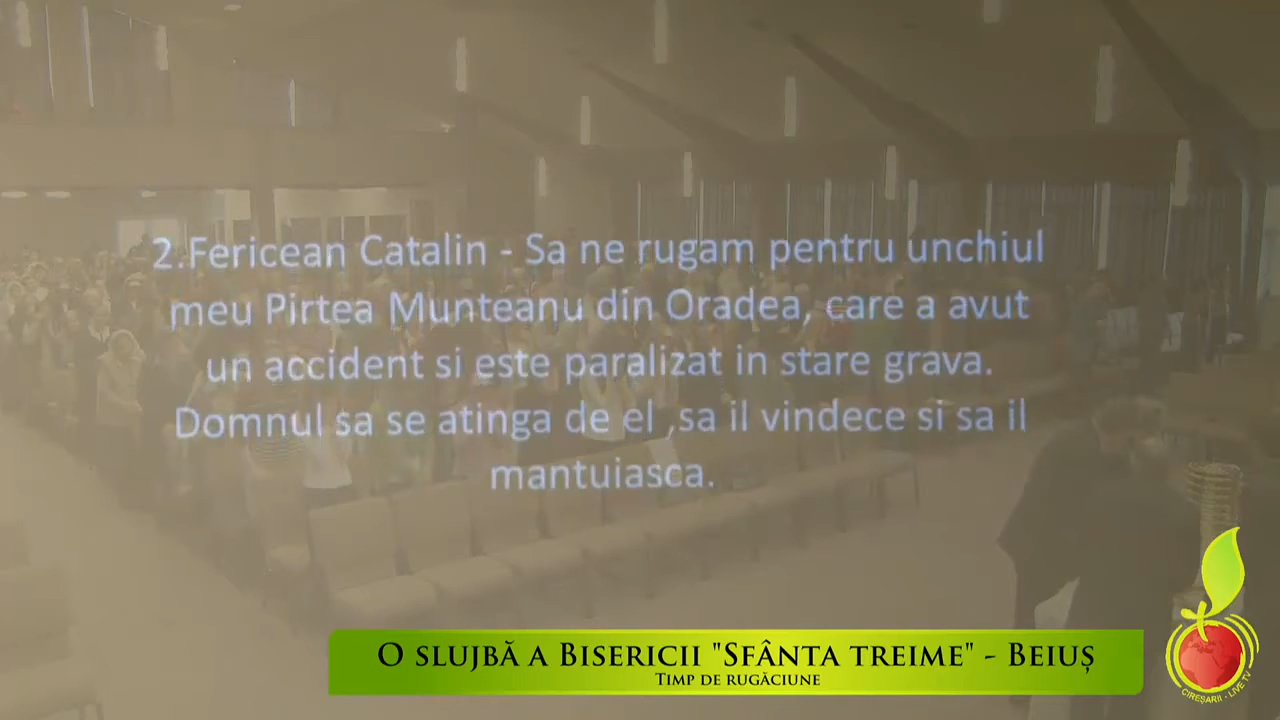 2.Fericean Catalin - Sa ne rugam pentru unchiul
meu Pirtea Munteanu din Oradea, care a avut
un accident si este paralizat in stare grava.
Domnul sa se atinga de el ,sa il vindece si sa il
mantuiasca.
O SLUJBĂ A BISERICII "SFÂNTA TREIME" - BEIUȘ
TIMP DE RUGĂCIUNE
CIREȘARII - LIVE TV